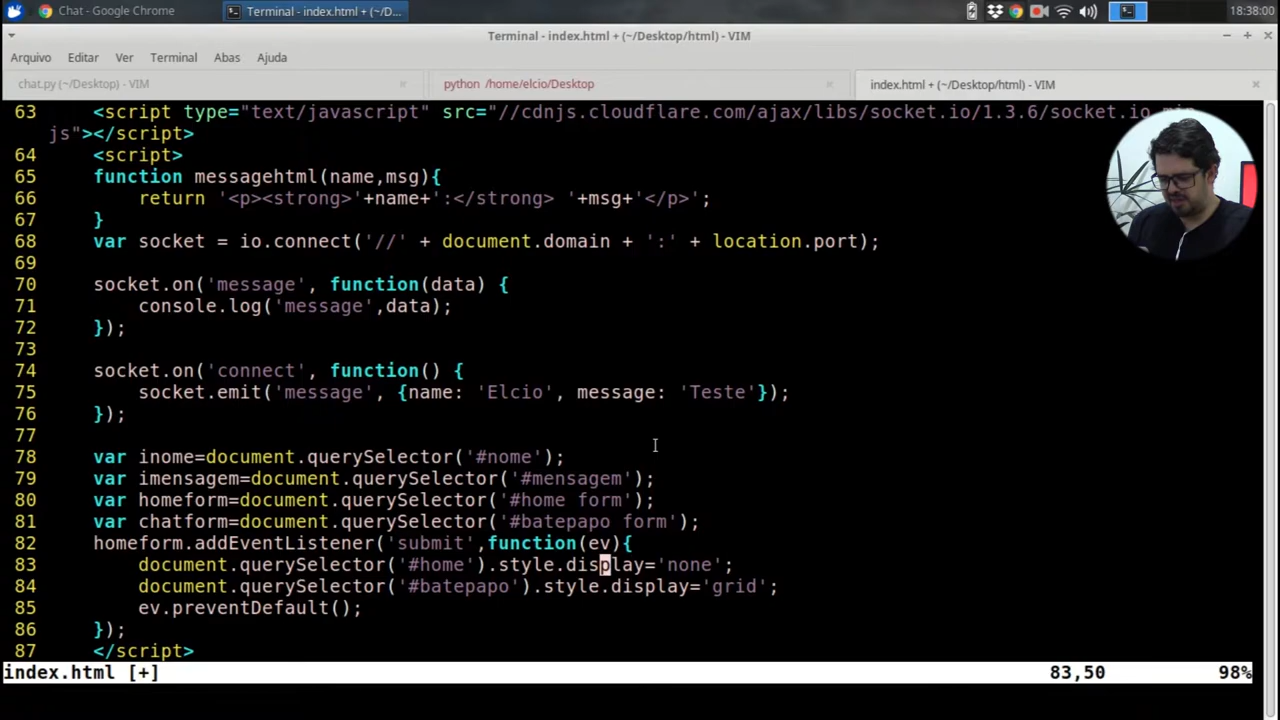 Chat - Google Chrome
Terminal - index.html + (~/D...
18:38:00
Terminal - index.html + (~/Desktop/html) - VIM
Arquivo Editar Ver Terminal Abas Ajuda
chat.py (~/Desktop) - VIM
python /home/elcio/Desktop
index.html + (~/Desktop/html) - VIM
63 <script type="text/javascript" src="//cdnjs.cloudflare.com/ajax/libs/socket.io/1.3.6/socket.io.min.
js"></script>
64 <script>
65 function messagehtml(name,msg){
66 return '<p><strong>'+name+':</strong> '+msg+'</p>';
67 }
68 var socket = io.connect('//' + document.domain + ':' + location.port);
69
70 socket.on('message', function(data) {
71 console.log('message',data);
72 });
73
74 socket.on('connect', function() {
75 socket.emit('message', {name: 'Elcio', message: 'Teste'});
76 });
77
78 var inome=document.querySelector('#nome');
79 var imensagem=document.querySelector('#mensagem');
80 var homeform=document.querySelector('#home form');
81 var chatform=document.querySelector('#batepapo form');
82 homeform.addEventListener('submit',function(ev){
83 document.querySelector('#home').style.display='none';
84 document.querySelector('#batepapo').style.display='grid';
85 ev.preventDefault();
86 });
87 </script>
index.html [+] 83,50 98%